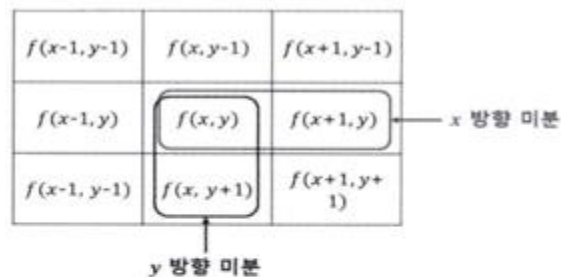 f(x-1, y-1) f(x, y-1) f(x+1, y-1)
f(x-1, y) f(x, y) f(x+1, y) x 방향 미분
f(x-1, y-1) f(x, y+1) f(x+1, y+
1)
y 방향 미분